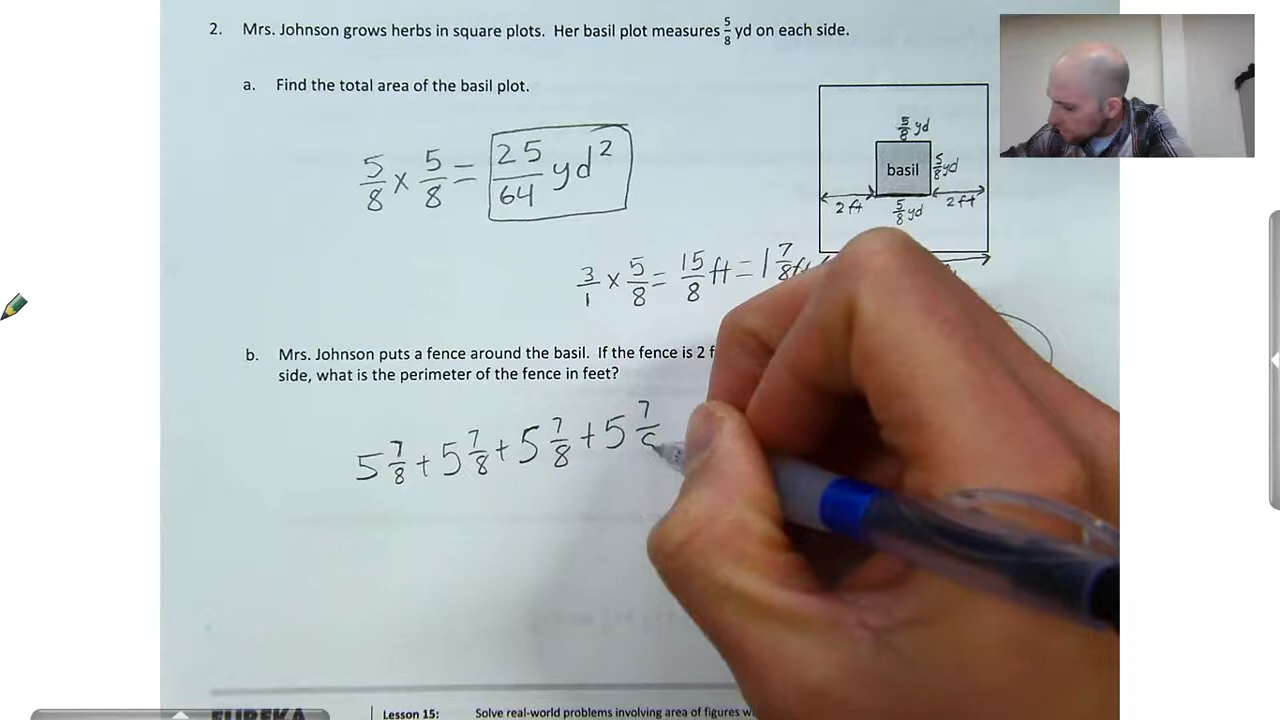 2. Mrs. Johnson grows herbs in square plots. Her basil plot measures 5/8 yd on each side.
a. Find the total area of the basil plot.
5/8 × 5/8 = 25/64 yd²
5/8 yd
basil
5/8 yd
2 ft
5/8 yd
2 ft
3/1 × 5/8 = 15/8 ft = 1 7/8 ft
b. Mrs. Johnson puts a fence around the basil. If the fence is 2
side, what is the perimeter of the fence in feet?
5 7/8 + 5 7/8 + 5 7/8 + 5 7/
EUREKA
Lesson 15: Solve real-world problems involving area of figures